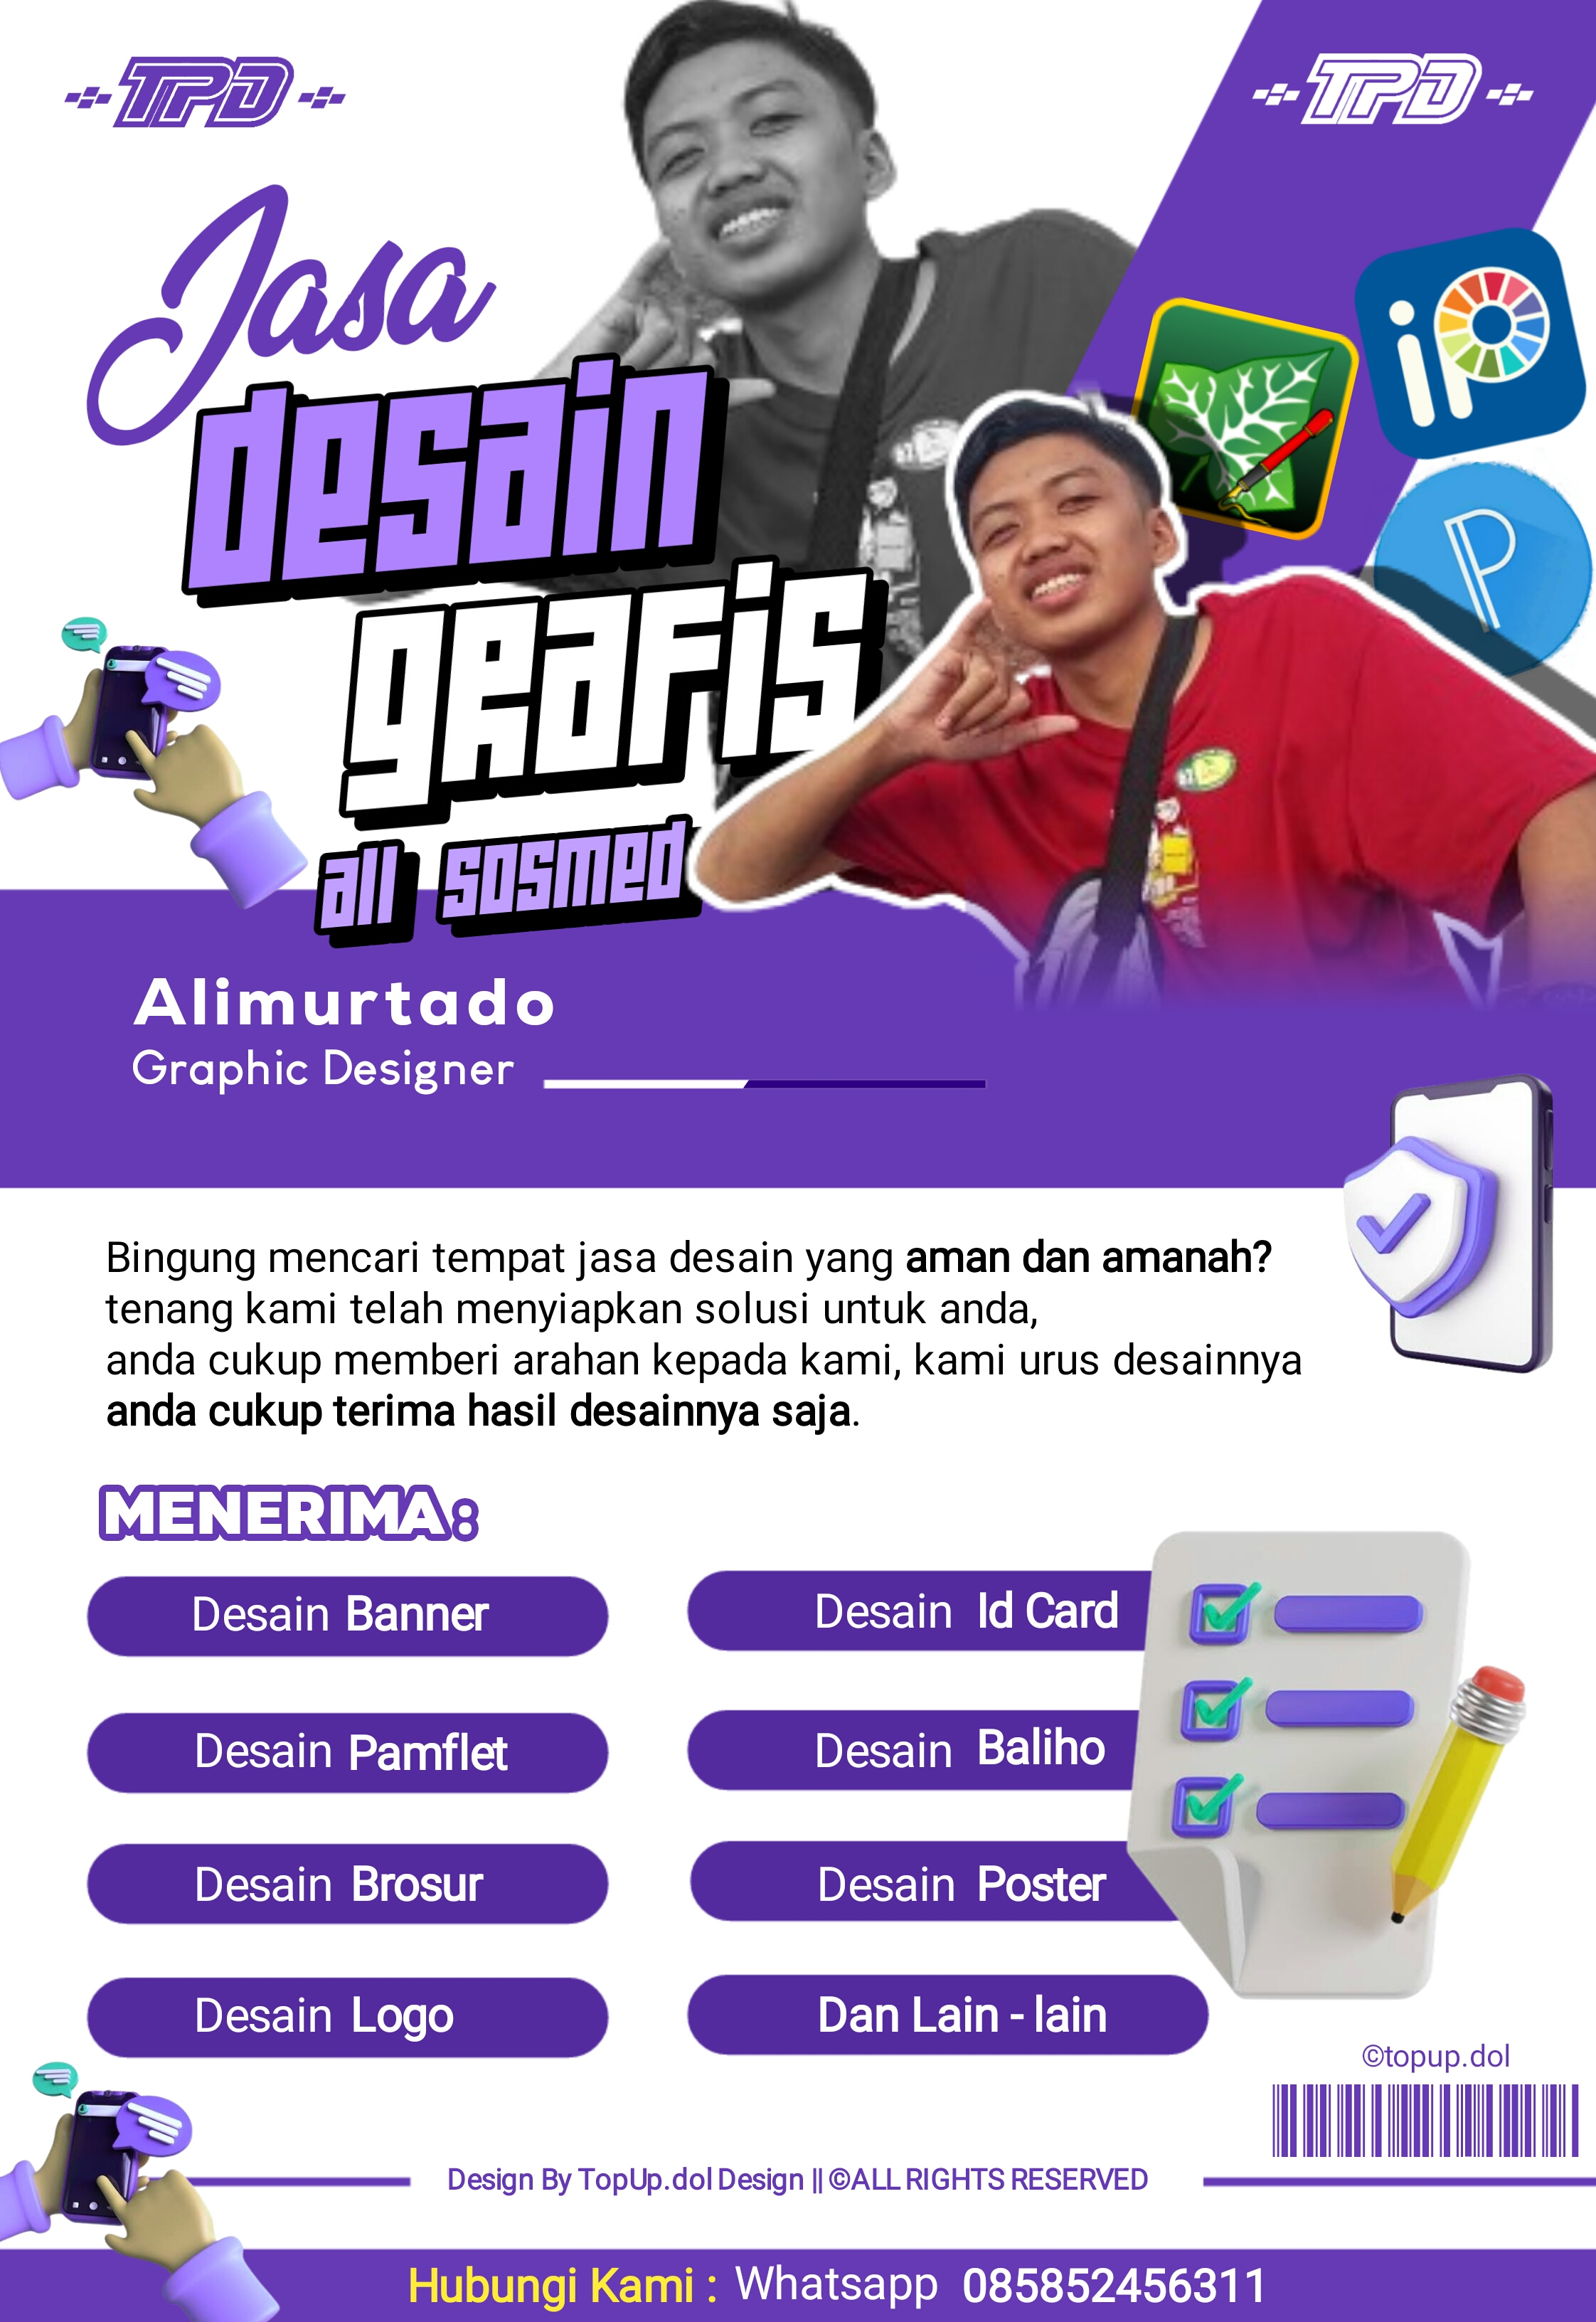 TPD
TPD
Jasa
desain
grafis
all sosmed
iP
P
Alimurtado
Graphic Designer
Bingung mencari tempat jasa desain yang aman dan amanah?
tenang kami telah menyiapkan solusi untuk anda,
anda cukup memberi arahan kepada kami, kami urus desainnya
anda cukup terima hasil desainnya saja.
MENERIMA:
Desain Banner
Desain Id Card
Desain Pamflet
Desain Baliho
Desain Brosur
Desain Poster
Desain Logo
Dan Lain - lain
©topup.dol
Design By TopUp.dol Design || ©ALL RIGHTS RESERVED
Hubungi Kami : Whatsapp 085852456311